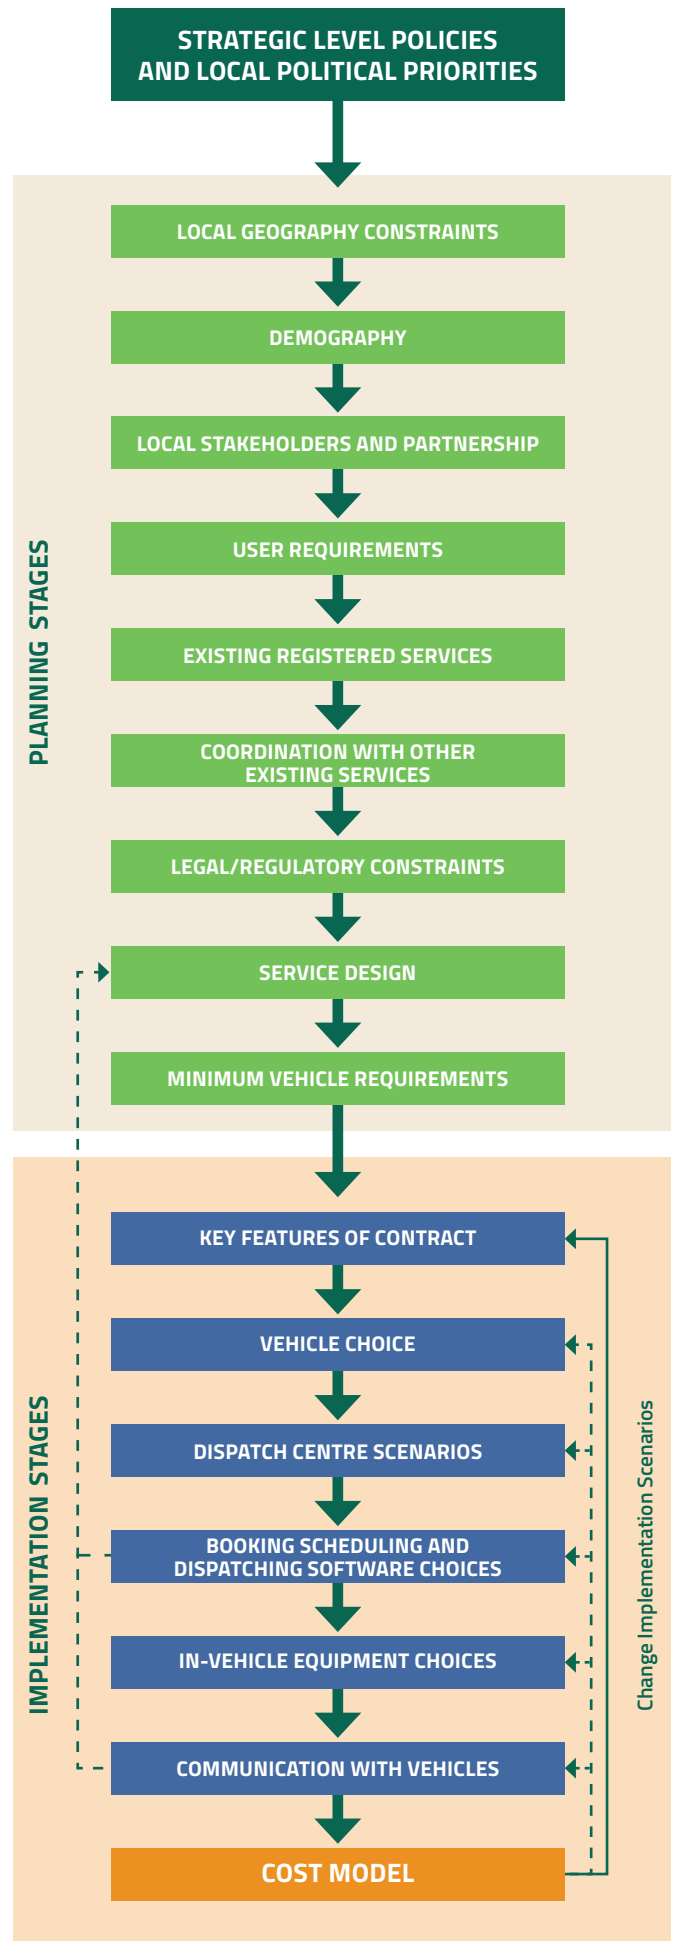 STRATEGIC LEVEL POLICIES
AND LOCAL POLITICAL PRIORITIES
PLANNING STAGES
LOCAL GEOGRAPHY CONSTRAINTS
DEMOGRAPHY
LOCAL STAKEHOLDERS AND PARTNERSHIP
USER REQUIREMENTS
EXISTING REGISTERED SERVICES
COORDINATION WITH OTHER
EXISTING SERVICES
LEGAL/REGULATORY CONSTRAINTS
SERVICE DESIGN
MINIMUM VEHICLE REQUIREMENTS
IMPLEMENTATION STAGES
KEY FEATURES OF CONTRACT
VEHICLE CHOICE
DISPATCH CENTRE SCENARIOS
BOOKING SCHEDULING AND
DISPATCHING SOFTWARE CHOICES
IN-VEHICLE EQUIPMENT CHOICES
COMMUNICATION WITH VEHICLES
COST MODEL
Change Implementation Scenarios